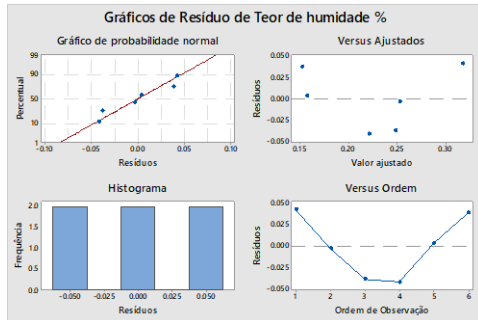 Gráficos de Resíduo de Teor de humidade %
Gráfico de probabilidade normal
Percentual
99
90
50
10
1
-0.10 -0.05 0.00 0.05 0.10
Resíduos
Versus Ajustados
Resíduos
0.050
0.025
0.000
-0.025
-0.050
0.15 0.20 0.25 0.30
Valor ajustado
Histograma
Frequência
2.0
1.5
1.0
0.5
0.0
-0.050 -0.025 0.000 0.025 0.050
Resíduos
Versus Ordem
Resíduos
0.050
0.025
0.000
-0.025
-0.050
1 2 3 4 5 6
Ordem de Observação